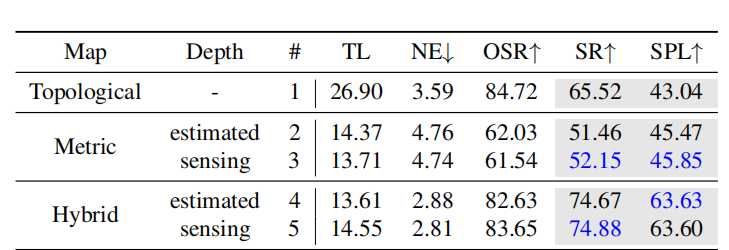 Map Depth # TL NE↓ OSR↑ SR↑ SPL↑
Topological - 1 26.90 3.59 84.72 65.52 43.04
Metric estimated 2 14.37 4.76 62.03 51.46 45.47
sensing 3 13.71 4.74 61.54 52.15 45.85
Hybrid estimated 4 13.61 2.88 82.63 74.67 63.63
sensing 5 14.55 2.81 83.65 74.88 63.60